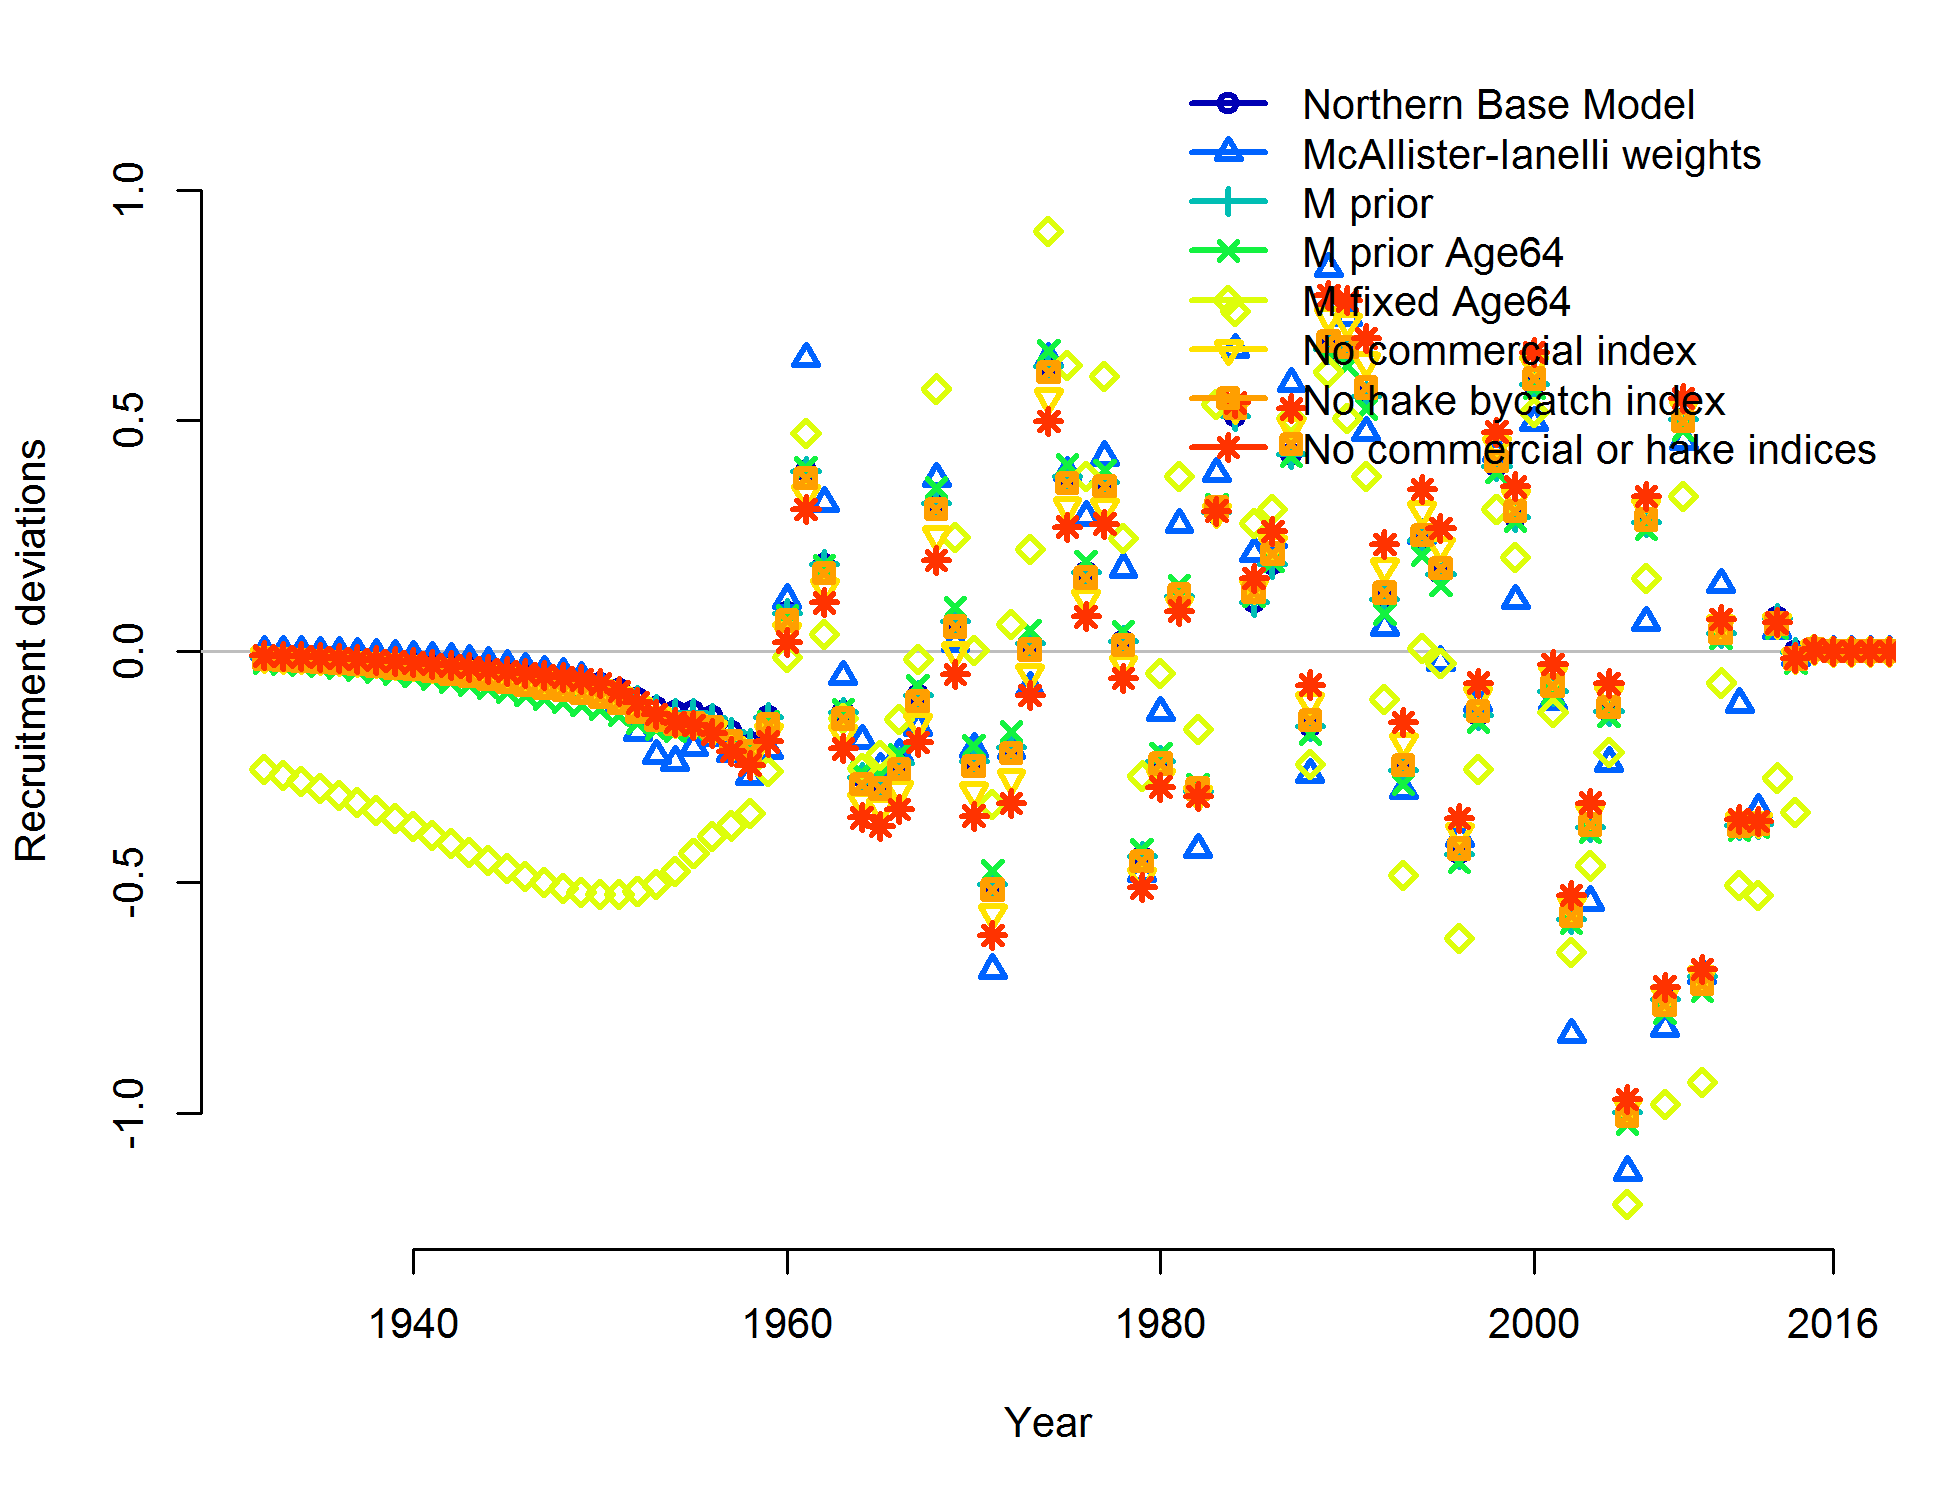 Northern Base Model
McAllister-Ianelli weights
M prior
M prior Age64
M fixed Age64
No commercial index
No hake bycatch index
No commercial or hake indices
1.0
0.5
0.0
-0.5
-1.0
Recruitment deviations
1940
1960
1980
2000
2016
Year